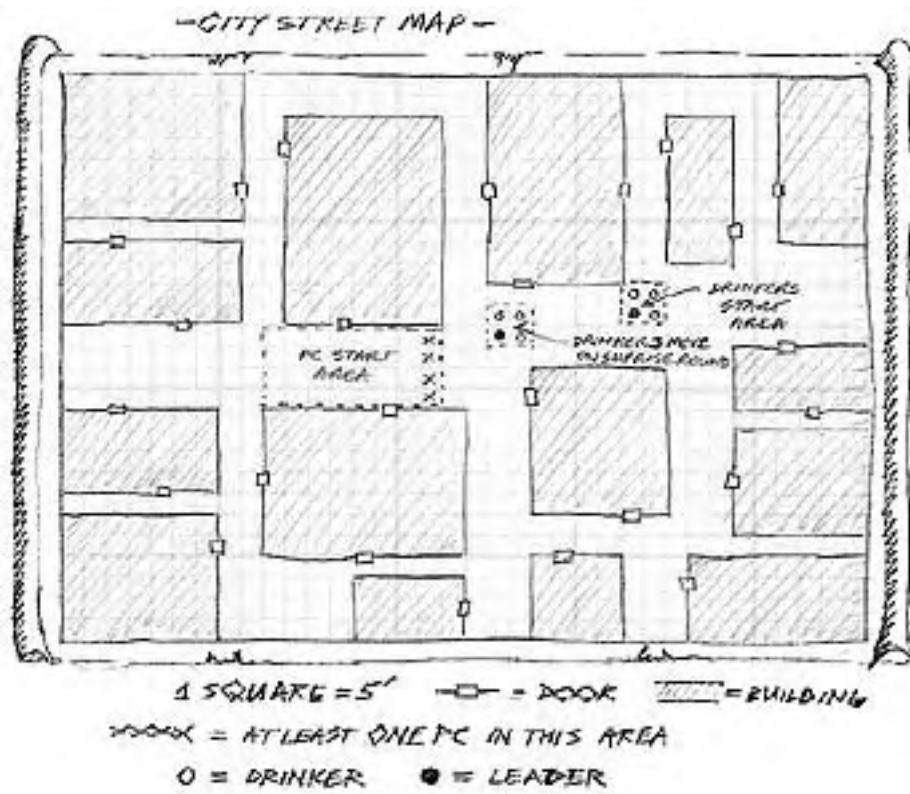 -CITY STREET MAP-
DRINKERS
START
AREA
DRINKERS MOVE
ON SURPRISE ROUND
PC START
AREA
X
X
X
X
1 SQUARE = 5' = DOOR = BUILDING
XXXX = AT LEAST ONE PC IN THIS AREA
O = DRINKER ● = LEADER